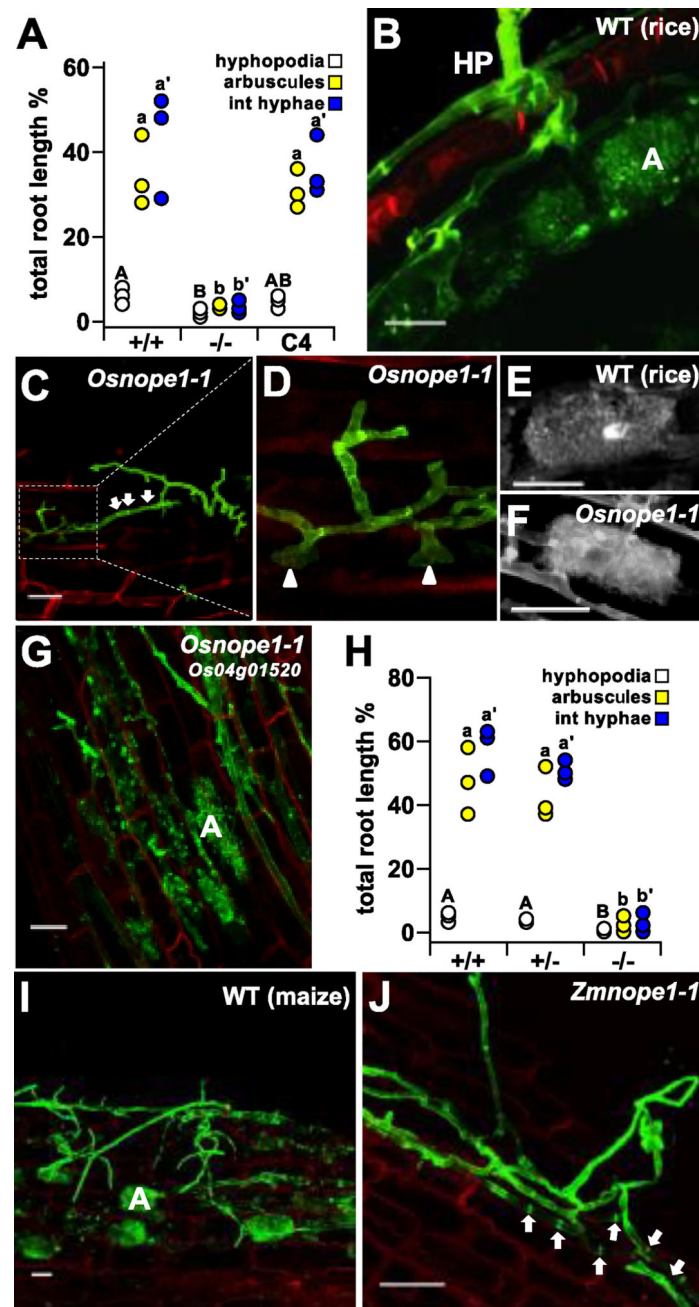 A
hyphopodia
arbuscules
int hyphae
total root length %
60
40
20
0
a
a'
a
a'
A
B
b
b'
AB
+/+
-/-
C4
B
WT (rice)
HP
A
C
Osnope1-1
D
Osnope1-1
E
WT (rice)
F
Osnope1-1
G
Osnope1-1
Os04g01520
A
H
hyphopodia
arbuscules
int hyphae
total root length %
80
60
40
20
0
a
a'
a
a'
A
A
B
b
b'
+/+
+/-
-/-
I
WT (maize)
A
J
Zmnope1-1